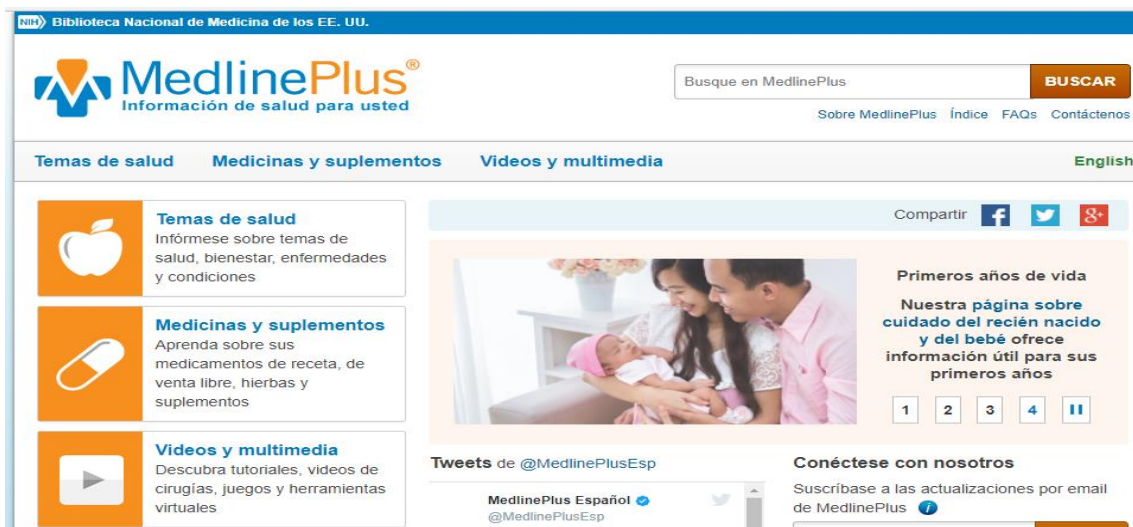 NIH Biblioteca Nacional de Medicina de los EE. UU.
MedlinePlus®
Información de salud para usted
Busque en MedlinePlus
BUSCAR
Sobre MedlinePlus Índice FAQs Contáctenos
Temas de salud Medicinas y suplementos Videos y multimedia English
Temas de salud
Infórmese sobre temas de
salud, bienestar, enfermedades
y condiciones
Medicinas y suplementos
Aprenda sobre sus
medicamentos de receta, de
venta libre, hierbas y
suplementos
Videos y multimedia
Descubra tutoriales, videos de
cirugías, juegos y herramientas
virtuales
Compartir f g+
Primeros años de vida
Nuestra página sobre
cuidado del recién nacido
y del bebé ofrece
información útil para sus
primeros años
1 2 3 4
Tweets de @MedlinePlusEsp
MedlinePlus Español
@MedlinePlusEsp
Conéctese con nosotros
Suscríbase a las actualizaciones por email
de MedlinePlus i